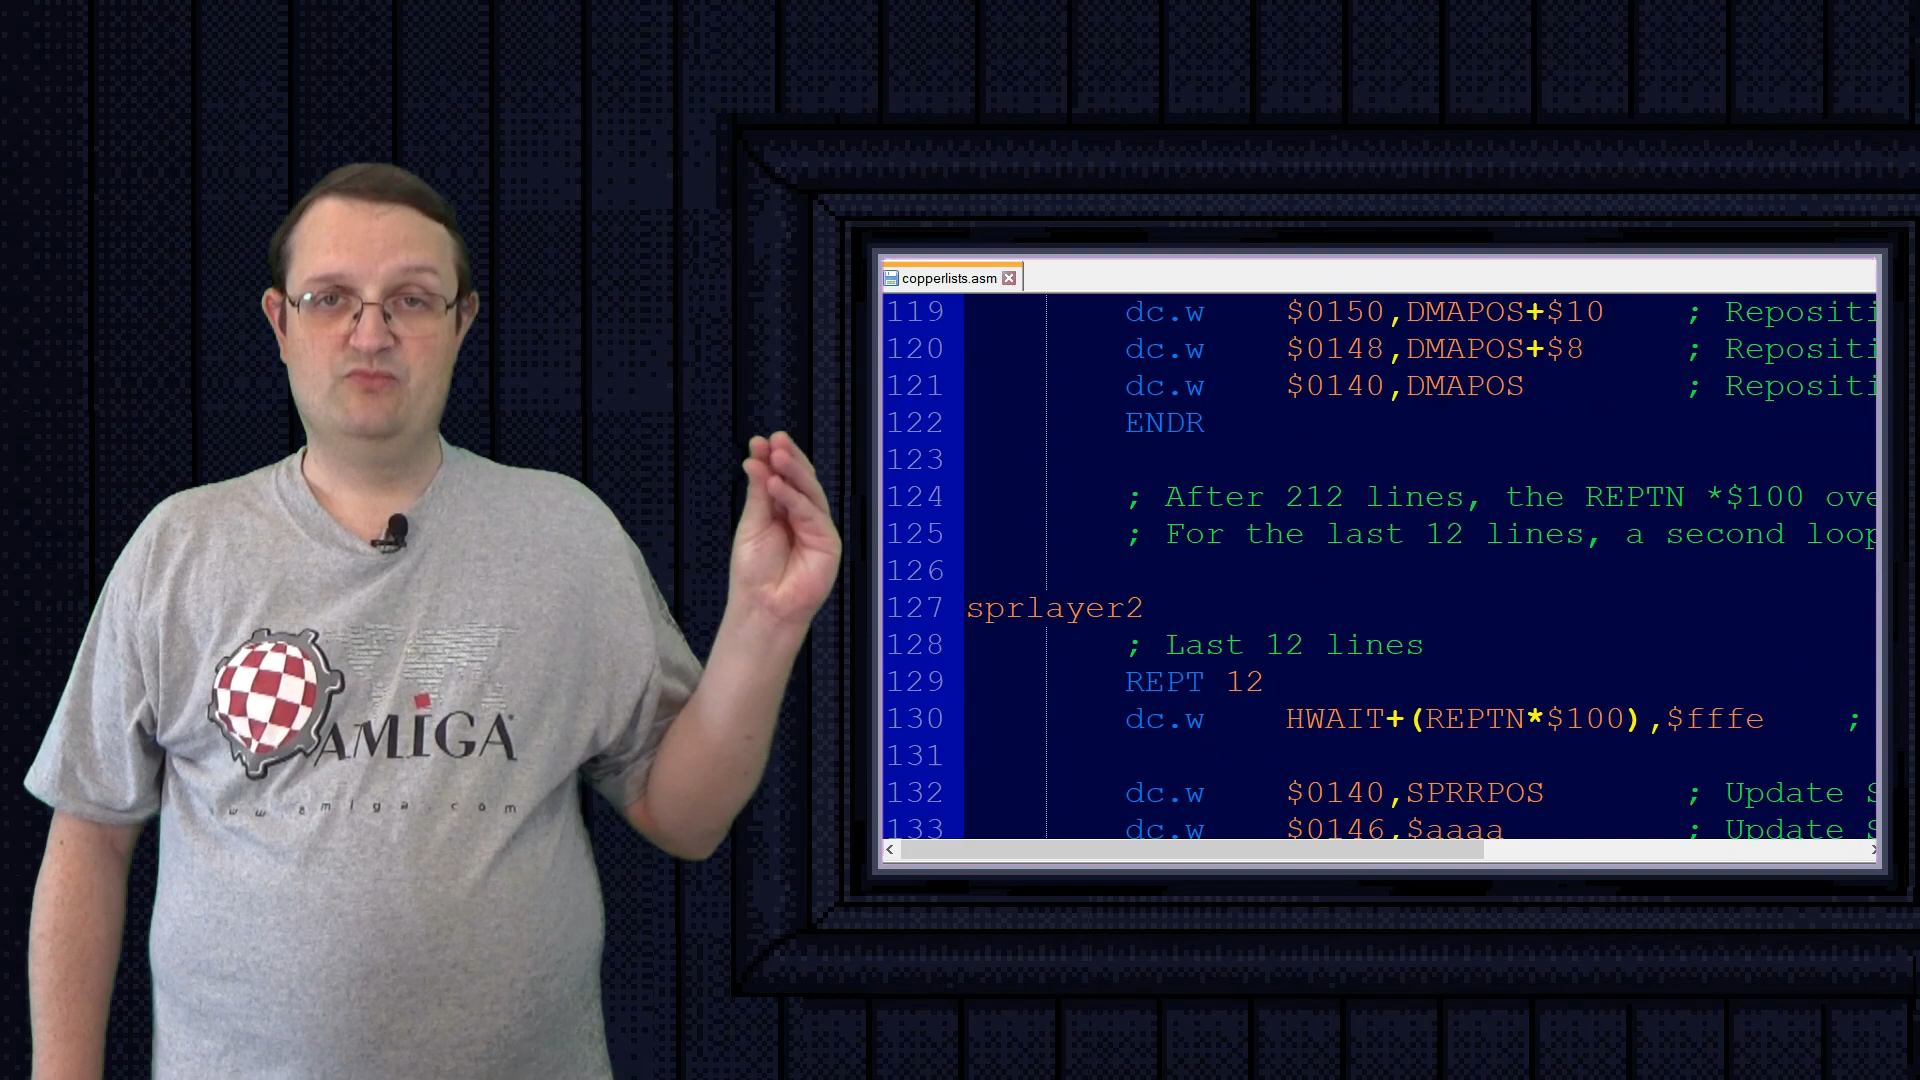 copperlists.asm
119 dc.w $0150,DMAPOS+$10 ; Repositi
120 dc.w $0148,DMAPOS+$8 ; Repositi
121 dc.w $0140,DMAPOS ; Repositi
122 ENDR
123
124 ; After 212 lines, the REPTN *$100 ove
125 ; For the last 12 lines, a second loop
126
127 sprlayer2
128 ; Last 12 lines
129 REPT 12
130 dc.w HWAIT+(REPTN*$100),$fffe ;
131
132 dc.w $0140,SPRRPOS ; Update S
133 dc.w $0146,$aaaa ; Update S
AMIGA
www.amiga.com